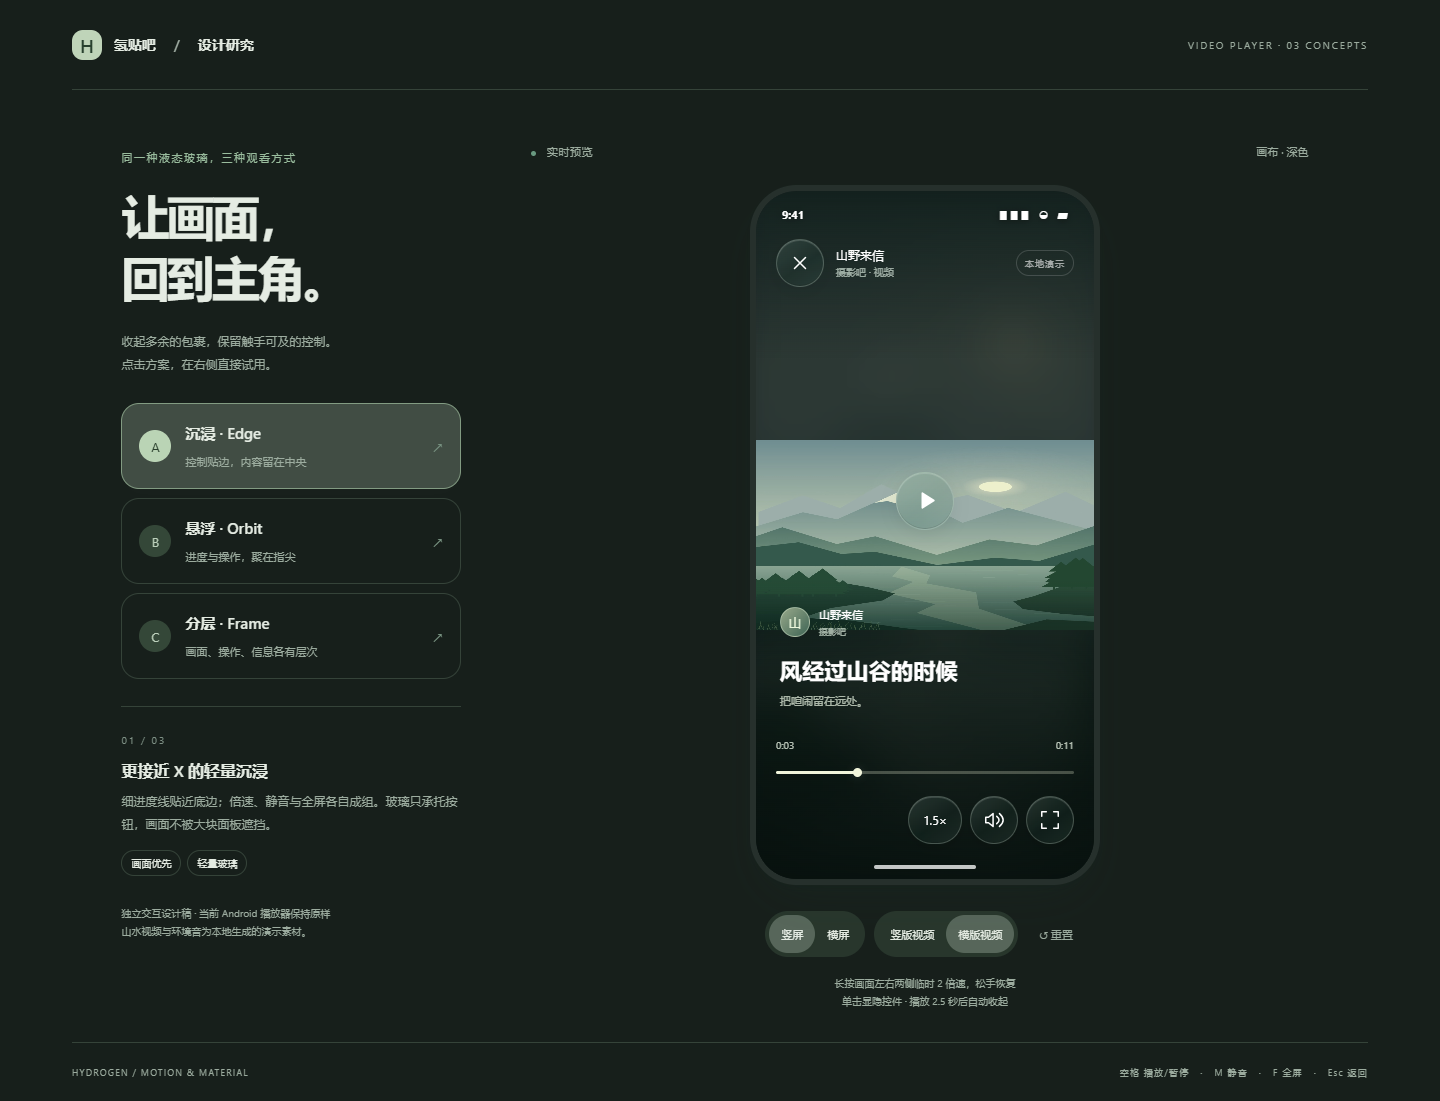 H 氢贴吧 / 设计研究
VIDEO PLAYER · 03 CONCEPTS
同一种液态玻璃，三种观看方式
让画面，
回到主角。
收起多余的包裹，保留触手可及的控制。
点击方案，在右侧直接试用。
A 沉浸 · Edge ↗
控制贴边，内容留在中央
B 悬浮 · Orbit ↗
进度与操作，聚在指尖
C 分层 · Frame ↗
画面、操作、信息各有层次
01 / 03
更接近 X 的轻量沉浸
细进度线贴近底边；倍速、静音与全屏各自成组。玻璃只承托按
钮，画面不被大块面板遮挡。
画面优先 轻量玻璃
独立交互设计稿 · 当前 Android 播放器保持原样
山水视频与环境音为本地生成的演示素材。
实时预览
画布 · 深色
9:41
山野来信
摄影吧 · 视频
本地演示
山 山野来信
摄影吧
风经过山谷的时候
把喧闹留在远处。
0:03 0:11
1.5×
竖屏 横屏 竖版视频 横版视频 ↺ 重置
长按画面左右两侧临时 2 倍速，松手恢复
单击显隐控件 · 播放 2.5 秒后自动收起
HYDROGEN / MOTION & MATERIAL
空格 播放/暂停 · M 静音 · F 全屏 · Esc 返回